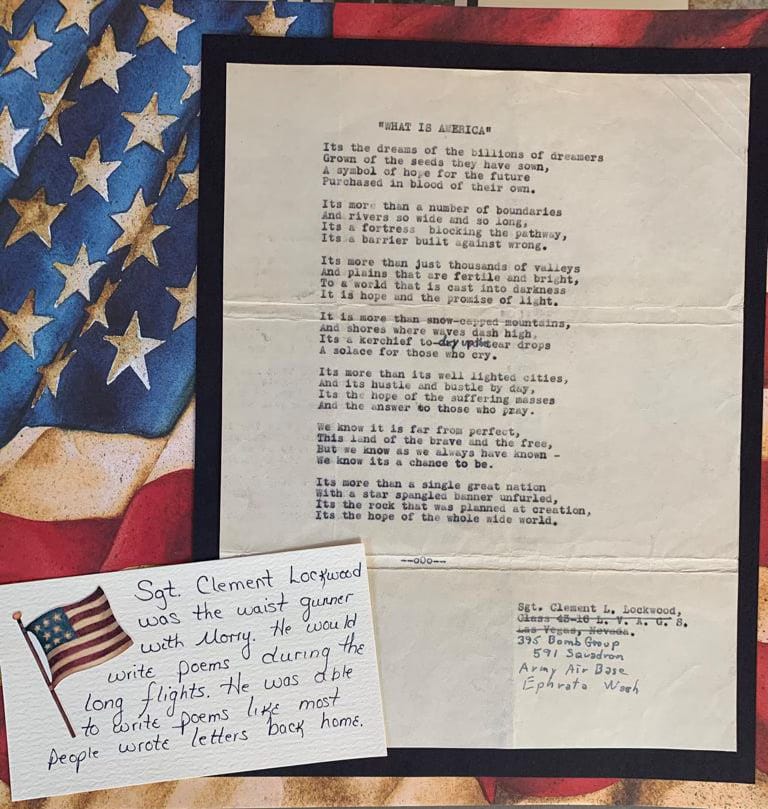 "WHAT IS AMERICA"
Its the dreams of the billions of dreamers
Grown of the seeds they have sown,
A symbol of hope for the future
Purchased in blood of their own.
Its more than a number of boundaries
And rivers so wide and so long,
Its a fortress blocking the pathway,
Its a barrier built against wrong.
Its more than just thousands of valleys
And plains that are fertile and bright,
To a world that is cast into darkness
It is hope and the promise of light.
It is more than snow-capped mountains,
And shores where waves dash high,
Its a kerchief to dry up the tear drops
A solace for those who cry.
Its more than its well lighted cities,
And its hustle and bustle by day,
Its the hope of the suffering masses
And the answer to those who pray.
We know it is far from perfect,
This land of the brave and the free,
But we know as we always have known -
We know its a chance to be.
Its more than a single great nation
With a star spangled banner unfurled,
Its the rock that was planned at creation,
Its the hope of the whole wide world.
--oOo--
Sgt. Clement L. Lockwood,
Class 43-16 L. V. A. G. S.
Las Vegas, Nevada.
395 Bomb Group
591 Squadron
Army Air Base
Ephrata Wash
Sgt. Clement Lockwood
was the waist gunner
with Morry. He would
write poems during the
long flights. He was able
to write poems like most
people wrote letters back home.